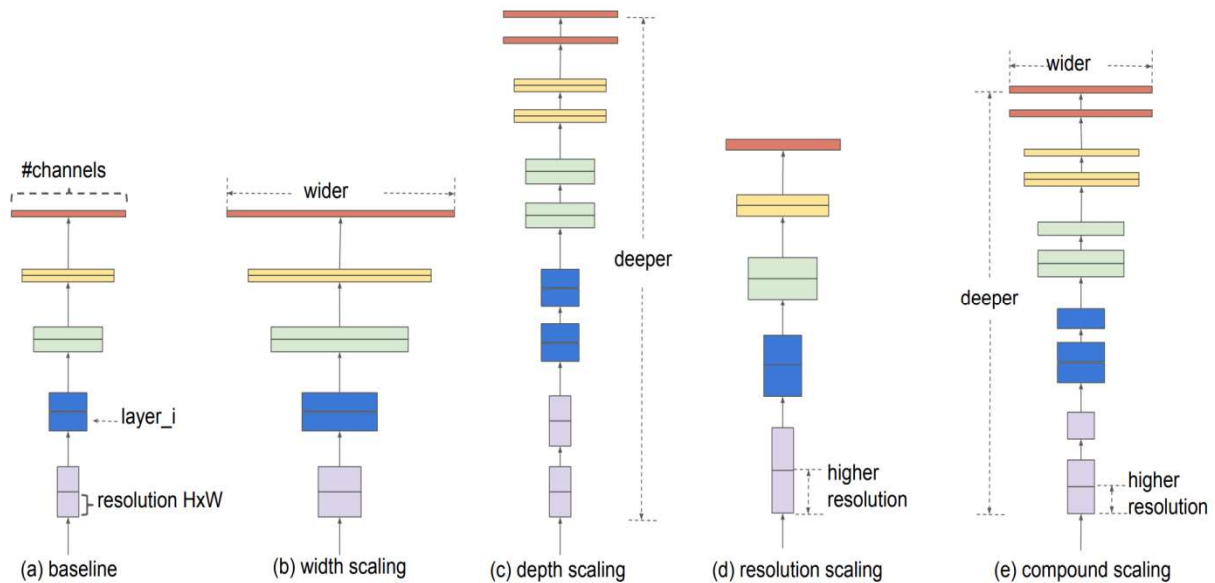 #channels
layer_i
resolution HxW
(a) baseline
wider
(b) width scaling
deeper
(c) depth scaling
higher
resolution
(d) resolution scaling
wider
deeper
higher
resolution
(e) compound scaling